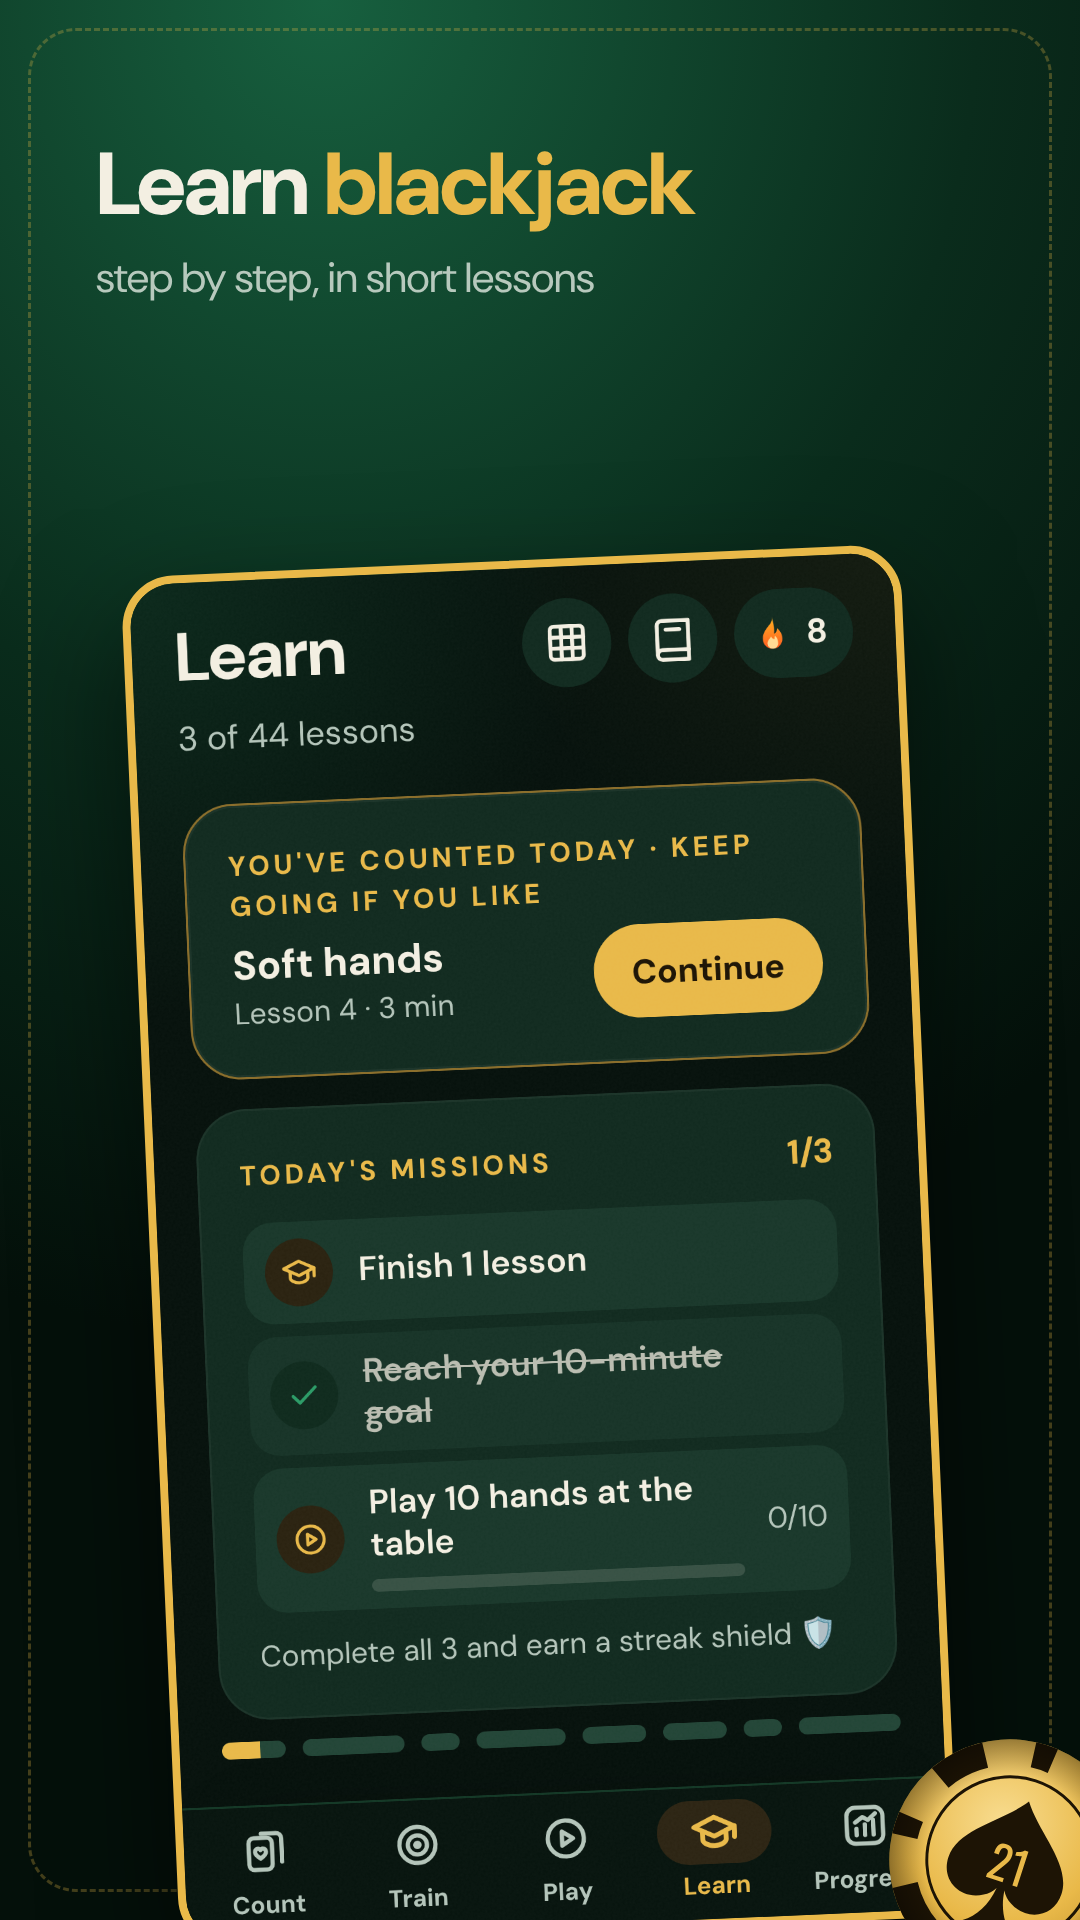 Learn blackjack
step by step, in short lessons
Learn
8
3 of 44 lessons
YOU'VE COUNTED TODAY · KEEP
GOING IF YOU LIKE
Soft hands
Continue
Lesson 4 · 3 min
TODAY'S MISSIONS
1/3
Finish 1 lesson
Reach your 10-minute
goal
Play 10 hands at the
table
0/10
Complete all 3 and earn a streak shield
Count
Train
Play
Learn
Progre
21